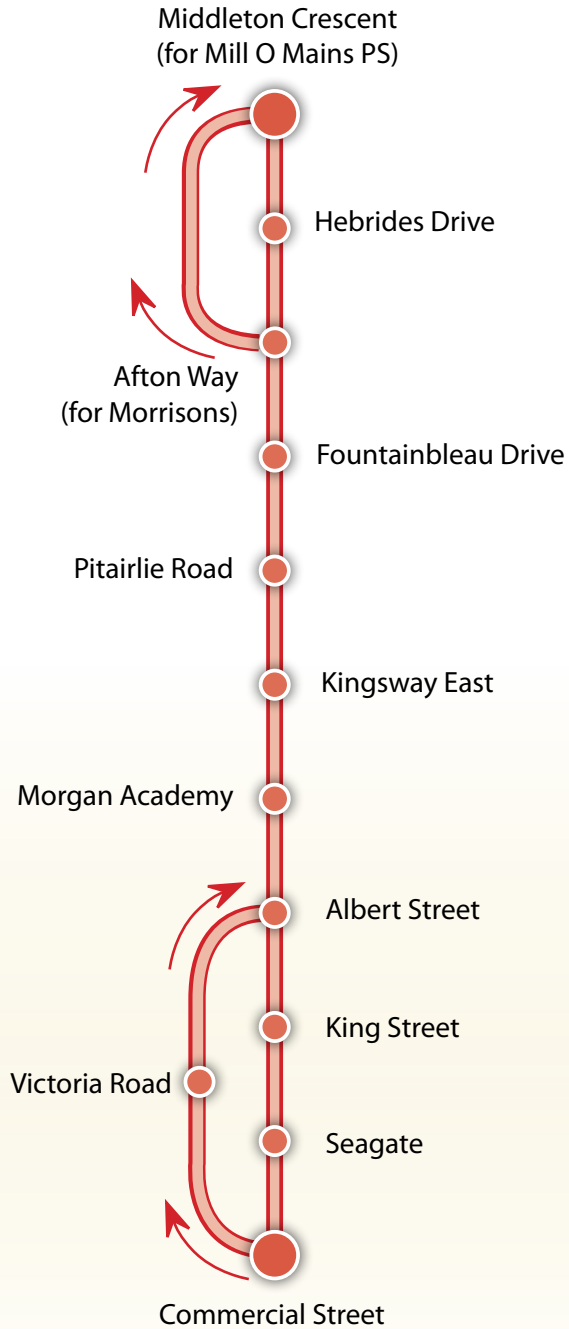 Middleton Crescent
(for Mill O Mains PS)
Hebrides Drive
Afton Way
(for Morrisons)
Fountainbleau Drive
Pitairlie Road
Kingsway East
Morgan Academy
Albert Street
King Street
Victoria Road
Seagate
Commercial Street